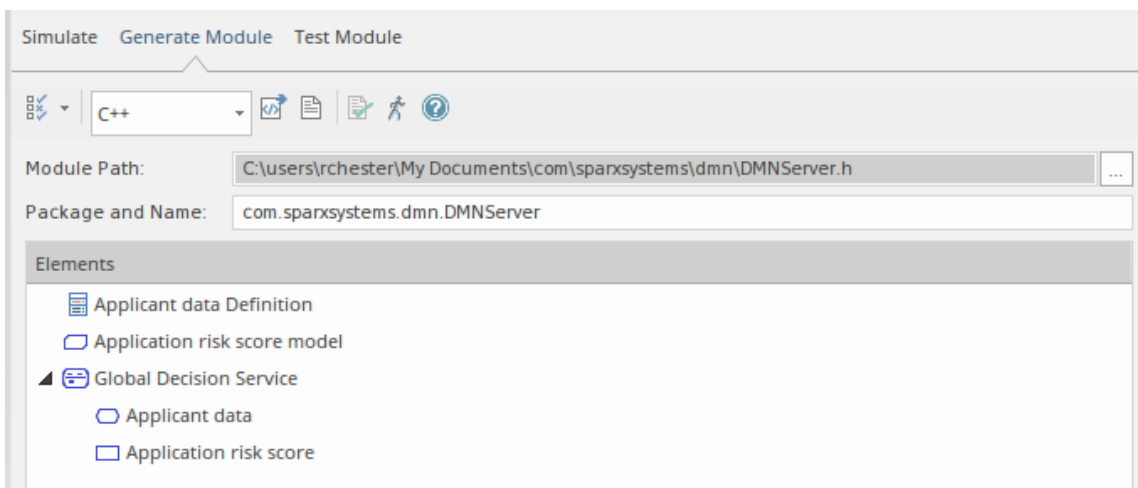 Simulate Generate Module Test Module
C++
Module Path: C:\users\rchester\My Documents\com\sparxsystems\dmn\DMNServer.h ...
Package and Name: com.sparxsystems.dmn.DMNServer
Elements
Applicant data Definition
Application risk score model
Global Decision Service
Applicant data
Application risk score